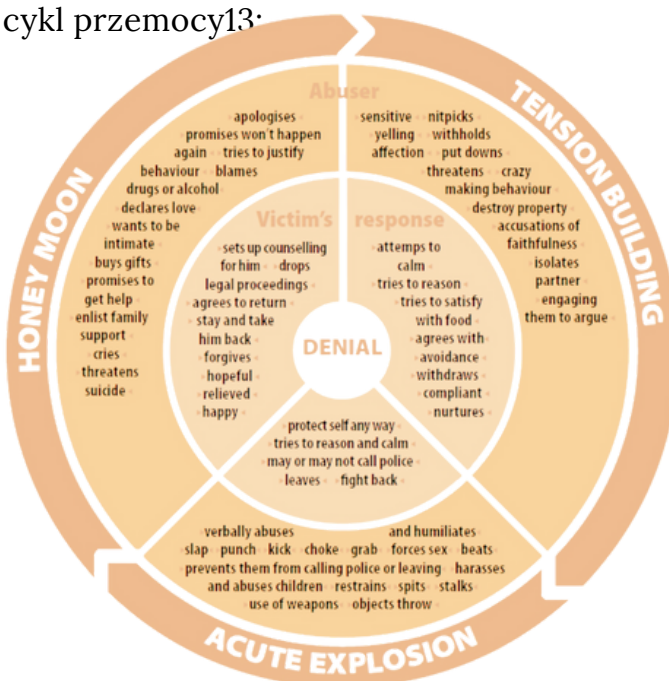 cykl przemocy13:
Abuser
HONEY MOON
apologises
promises won't happen
again tries to justify
behaviour blames
drugs or alcohol
declares love
wants to be
intimate
buys gifts
promises to
get help
enlist family
support
cries
threatens
suicide
TENSION BUILDING
sensitive nitpicks
yelling withholds
affection put downs
threatens crazy
making behaviour
destroy property
accusations of
faithfulness
isolates
partner
engaging
them to argue
Victim's response
sets up counselling
for him drops
legal proceedings
agrees to return
stay and take
him back
forgives
hopeful
relieved
happy
attemps to
calm
tries to reason
tries to satisfy
with food
agrees with
avoidance
withdraws
compliant
nurtures
DENIAL
protect self any way
tries to reason and calm
may or may not call police
leaves fight back
verbally abuses and humiliates
slap punch kick choke grab forces sex beats
prevents them from calling police or leaving harasses
and abuses children restrains spits stalks
use of weapons objects throw
ACUTE EXPLOSION